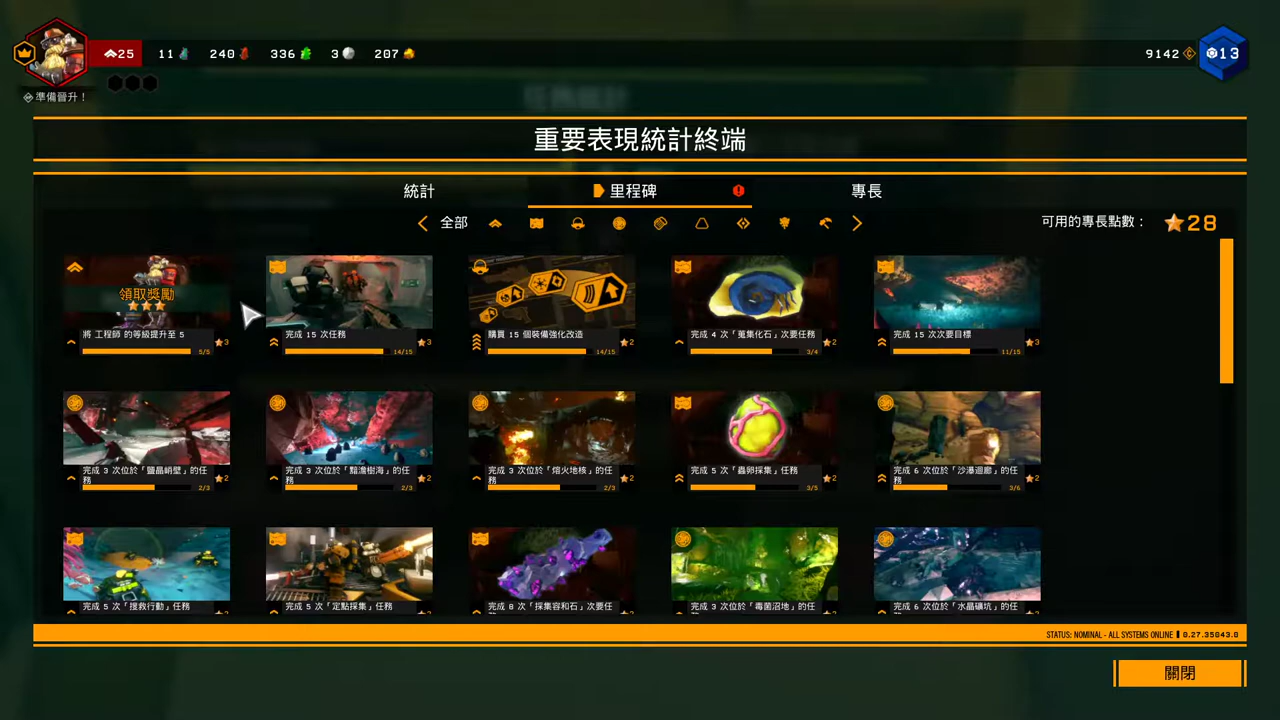 25 11 240 336 3 207 9142 13
準備晉升！
重要表現統計終端
統計 里程碑 專長
全部 可用的專長點數： 28
領取獎勵
將 工程師 的等級提升至 5
3
5/5
完成 15 次任務
3
14/15
購買 15 個裝備強化改造
2
14/15
完成 4 次「蒐集化石」次要任務
2
3/4
完成 15 次次要目標
3
11/15
完成 3 次位於「鹽晶峭壁」的任
務
2
2/3
完成 3 次位於「黯澹樹海」的任
務
2
2/3
完成 3 次位於「熔火地核」的任
務
2
2/3
完成 5 次「蟲卵採集」任務
2
3/5
完成 6 次位於「沙瀑迴廊」的任
務
2
3/6
完成 5 次「搜救行動」任務
完成 5 次「定點採集」任務
完成 8 次「採集容和石」次要任
完成 3 次位於「毒菌沼地」的任
完成 6 次位於「水晶礦坑」的任
STATUS: NOMINAL - ALL SYSTEMS ONLINE 0.27.35043.0
關閉